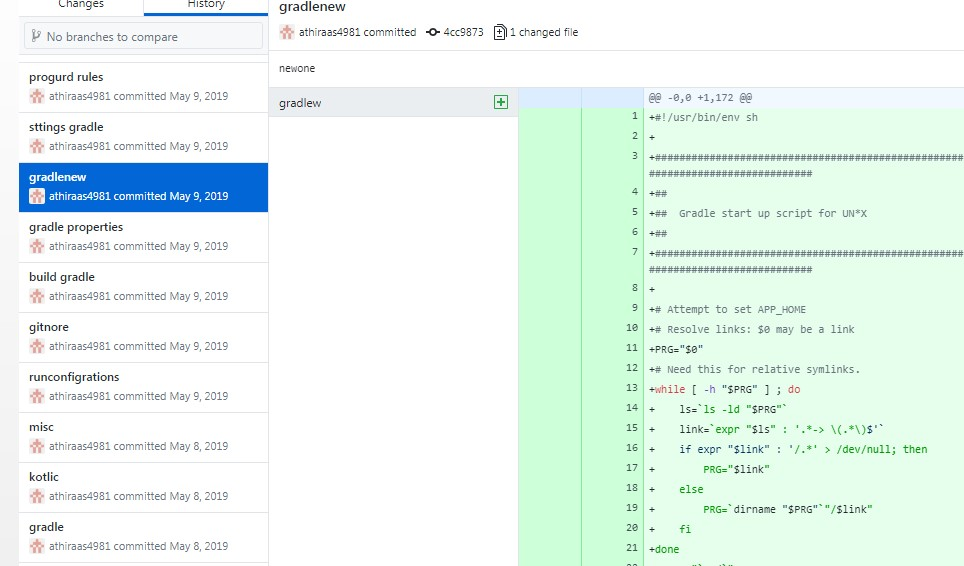 Changes
History
No branches to compare
progurd rules
athiraas4981 committed May 9, 2019
sttings gradle
athiraas4981 committed May 9, 2019
gradlenew
athiraas4981 committed May 9, 2019
gradle properties
athiraas4981 committed May 9, 2019
build gradle
athiraas4981 committed May 9, 2019
gitnore
athiraas4981 committed May 9, 2019
runconfigrations
athiraas4981 committed May 9, 2019
misc
athiraas4981 committed May 8, 2019
kotlic
athiraas4981 committed May 8, 2019
gradle
athiraas4981 committed May 8, 2019
gradlenew
athiraas4981 committed 4cc9873 1 changed file
newone
gradlew
@@ -0,0 +1,172 @@
1 +#!/usr/bin/env sh
2 +
3 +##################################################
###########################
4 +##
5 +##  Gradle start up script for UN*X
6 +##
7 +##################################################
###########################
8 +
9 +# Attempt to set APP_HOME
10 +# Resolve links: $0 may be a link
11 +PRG="$0"
12 +# Need this for relative symlinks.
13 +while [ -h "$PRG" ] ; do
14 +    ls=`ls -ld "$PRG"`
15 +    link=`expr "$ls" : '.*-> \(.*\)$'`
16 +    if expr "$link" : '/.*' > /dev/null; then
17 +        PRG="$link"
18 +    else
19 +        PRG=`dirname "$PRG"`"/$link"
20 +    fi
21 +done